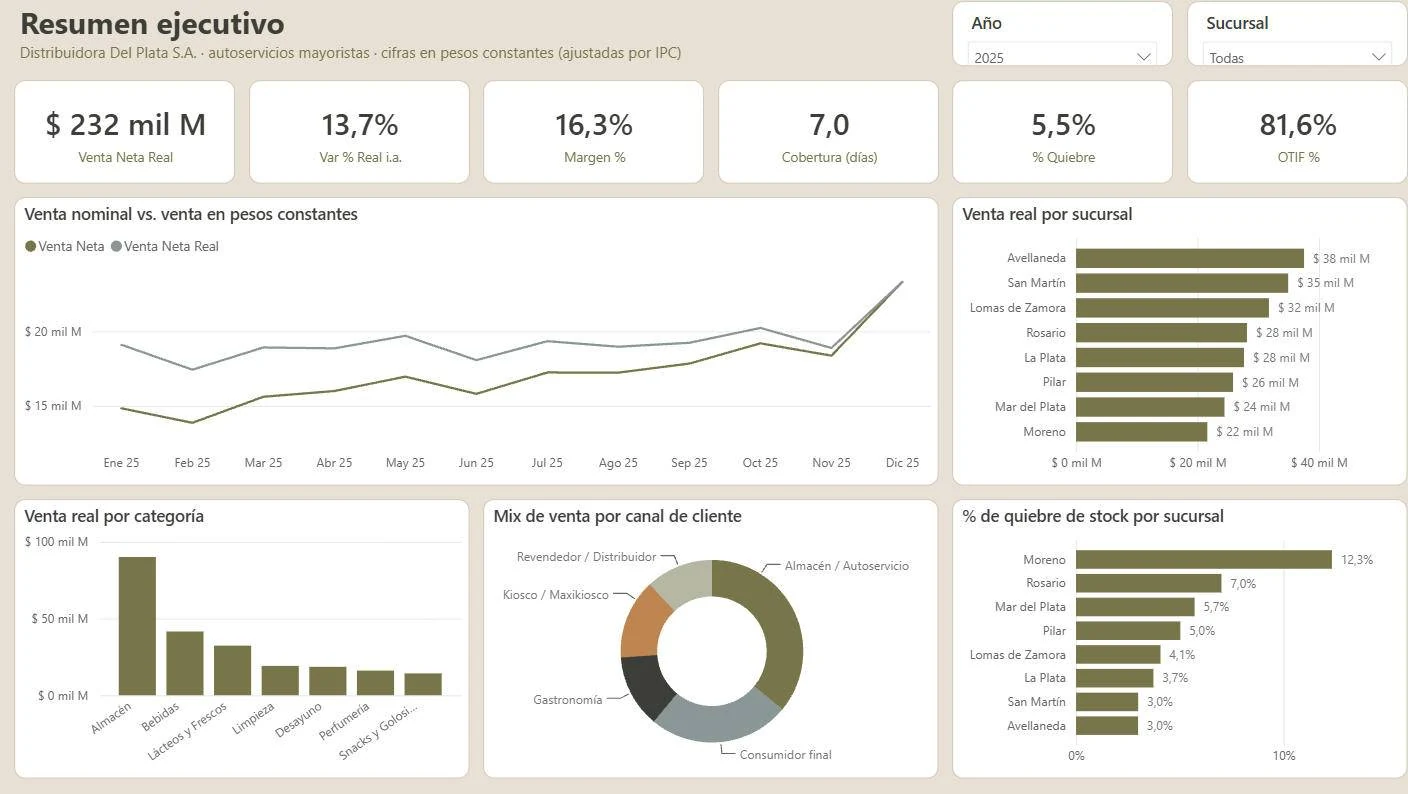 Resumen ejecutivo
Distribuidora Del Plata S.A. · autoservicios mayoristas · cifras en pesos constantes (ajustadas por IPC)
Año
2025
Sucursal
Todas
$ 232 mil M
Venta Neta Real
13,7%
Var % Real i.a.
16,3%
Margen %
7,0
Cobertura (días)
5,5%
% Quiebre
81,6%
OTIF %
Venta nominal vs. venta en pesos constantes
Venta Neta Venta Neta Real
$ 20 mil M
$ 15 mil M
Ene 25 Feb 25 Mar 25 Abr 25 May 25 Jun 25 Jul 25 Ago 25 Sep 25 Oct 25 Nov 25 Dic 25
Venta real por sucursal
Avellaneda $ 38 mil M
San Martín $ 35 mil M
Lomas de Zamora $ 32 mil M
Rosario $ 28 mil M
La Plata $ 28 mil M
Pilar $ 26 mil M
Mar del Plata $ 24 mil M
Moreno $ 22 mil M
$ 0 mil M $ 20 mil M $ 40 mil M
Venta real por categoría
$ 100 mil M
$ 50 mil M
$ 0 mil M
Almacén Bebidas Lácteos y Frescos Limpieza Desayuno Perfumería Snacks y Golosi...
Mix de venta por canal de cliente
Revendedor / Distribuidor
Almacén / Autoservicio
Kiosco / Maxikiosco
Gastronomía
Consumidor final
% de quiebre de stock por sucursal
Moreno 12,3%
Rosario 7,0%
Mar del Plata 5,7%
Pilar 5,0%
Lomas de Zamora 4,1%
La Plata 3,7%
San Martín 3,0%
Avellaneda 3,0%
0% 10%